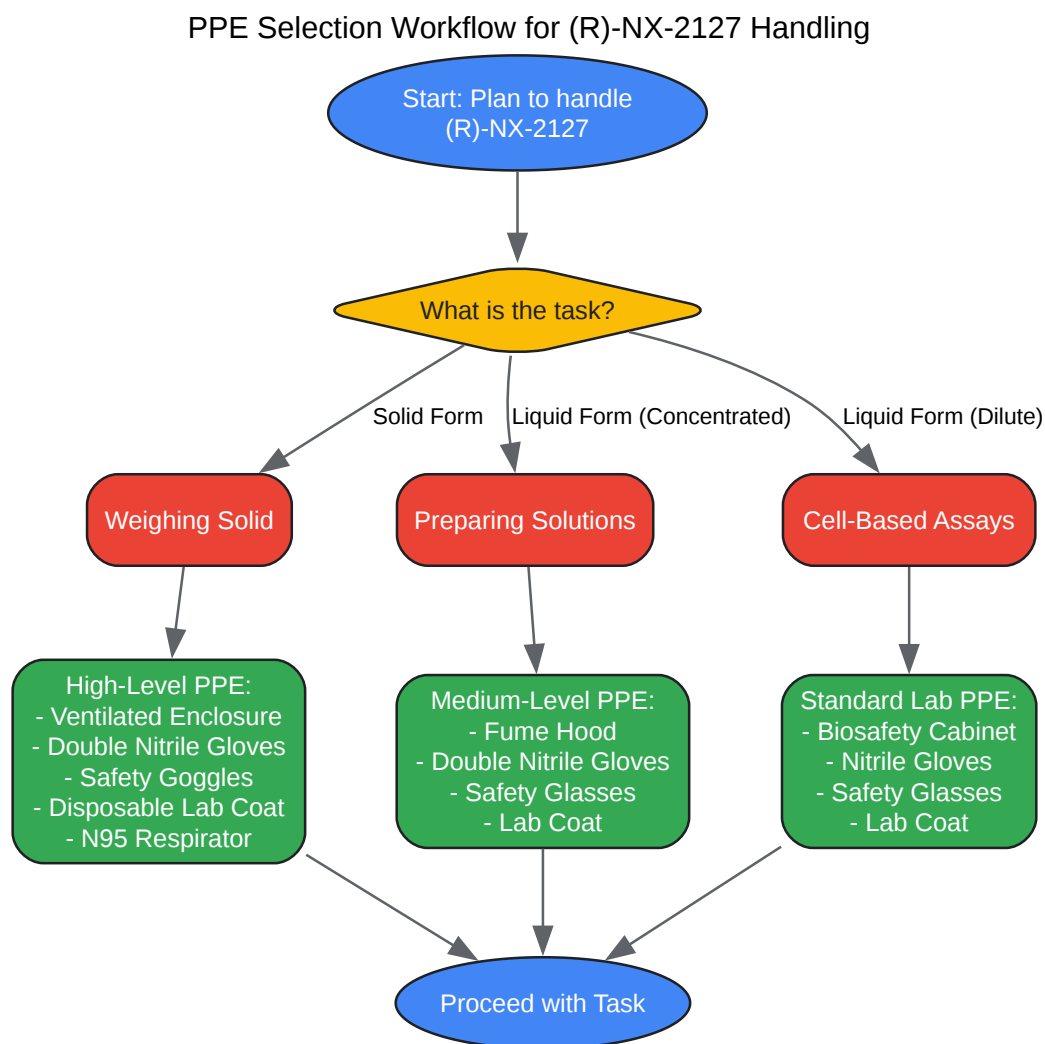 PPE Selection Workflow for (R)-NX-2127 Handling
Start: Plan to handle
(R)-NX-2127
What is the task?
Solid Form
Liquid Form (Concentrated)
Liquid Form (Dilute)
Weighing Solid
Preparing Solutions
Cell-Based Assays
High-Level PPE:
- Ventilated Enclosure
- Double Nitrile Gloves
- Safety Goggles
- Disposable Lab Coat
- N95 Respirator
Medium-Level PPE:
- Fume Hood
- Double Nitrile Gloves
- Safety Glasses
- Lab Coat
Standard Lab PPE:
- Biosafety Cabinet
- Nitrile Gloves
- Safety Glasses
- Lab Coat
Proceed with Task